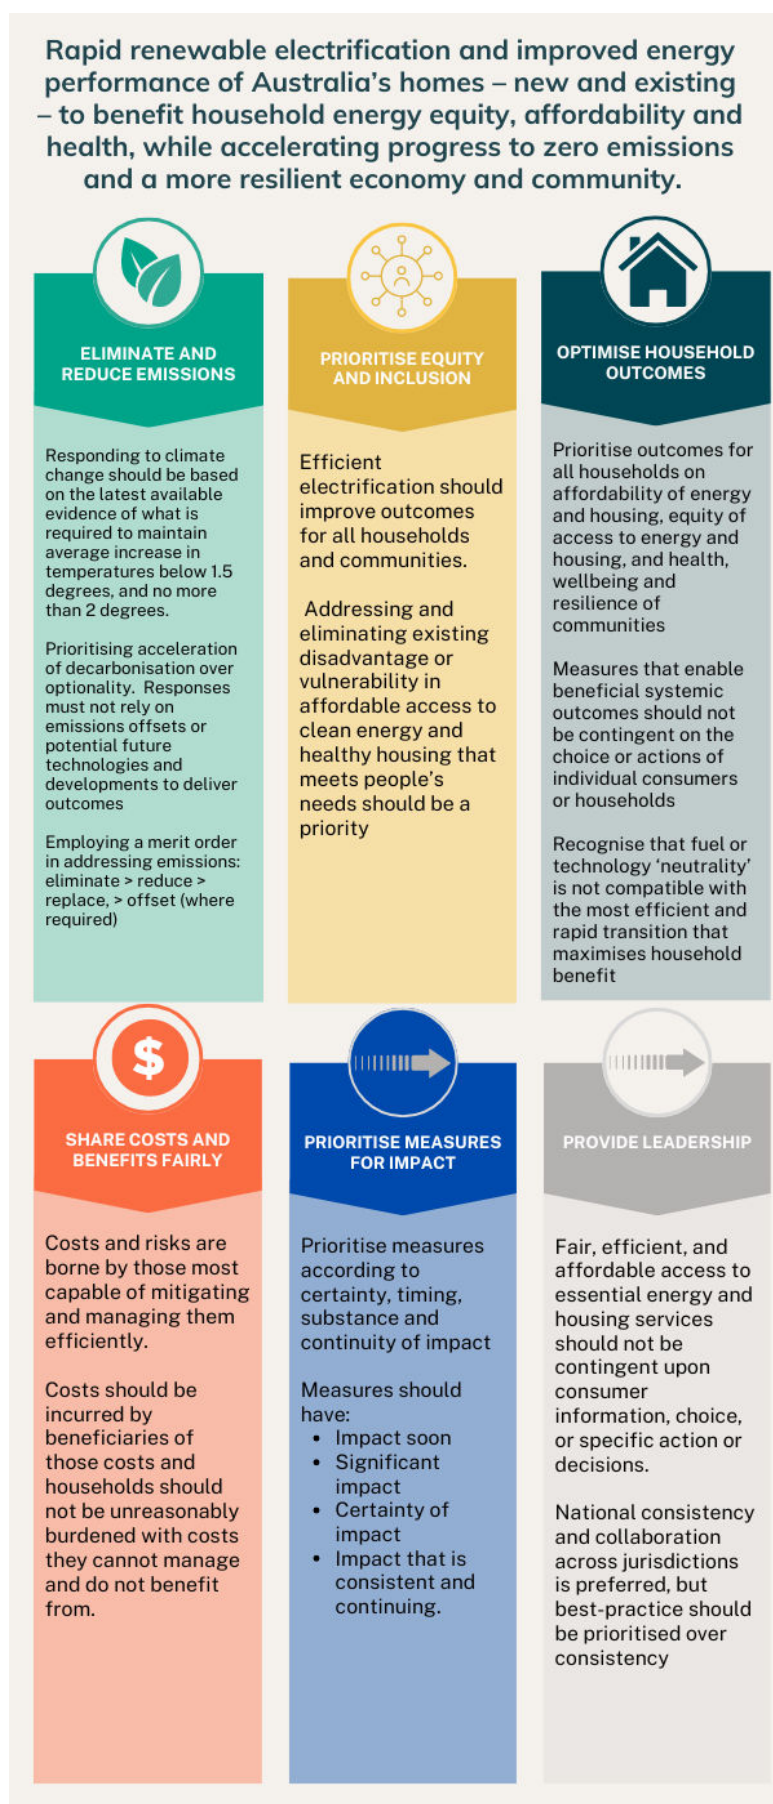 Rapid renewable electrification and improved energy
performance of Australia's homes – new and existing
– to benefit household energy equity, affordability and
health, while accelerating progress to zero emissions
and a more resilient economy and community.
ELIMINATE AND
REDUCE EMISSIONS
Responding to climate
change should be based
on the latest available
evidence of what is
required to maintain
average increase in
temperatures below 1.5
degrees, and no more
than 2 degrees.
Prioritising acceleration
of decarbonisation over
optionality. Responses
must not rely on
emissions offsets or
potential future
technologies and
developments to deliver
outcomes
Employing a merit order
in addressing emissions:
eliminate > reduce >
replace, > offset (where
required)
PRIORITISE EQUITY
AND INCLUSION
Efficient
electrification should
improve outcomes
for all households
and communities.
Addressing and
eliminating existing
disadvantage or
vulnerability in
affordable access to
clean energy and
healthy housing that
meets people's
needs should be a
priority
OPTIMISE HOUSEHOLD
OUTCOMES
Prioritise outcomes for
all households on
affordability of energy
and housing, equity of
access to energy and
housing, and health,
wellbeing and
resilience of
communities
Measures that enable
beneficial systemic
outcomes should not
be contingent on the
choice or actions of
individual consumers
or households
Recognise that fuel or
technology 'neutrality'
is not compatible with
the most efficient and
rapid transition that
maximises household
benefit
$
SHARE COSTS AND
BENEFITS FAIRLY
Costs and risks are
borne by those most
capable of mitigating
and managing them
efficiently.
Costs should be
incurred by
beneficiaries of
those costs and
households should
not be unreasonably
burdened with costs
they cannot manage
and do not benefit
from.
PRIORITISE MEASURES
FOR IMPACT
Prioritise measures
according to
certainty, timing,
substance and
continuity of impact
Measures should
have:
• Impact soon
• Significant
impact
• Certainty of
impact
• Impact that is
consistent and
continuing.
PROVIDE LEADERSHIP
Fair, efficient, and
affordable access to
essential energy and
housing services
should not be
contingent upon
consumer
information, choice,
or specific action or
decisions.
National consistency
and collaboration
across jurisdictions
is preferred, but
best-practice should
be prioritised over
consistency